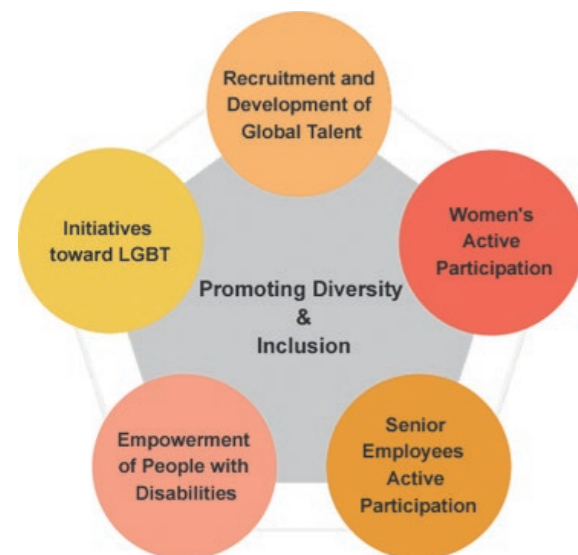 Recruitment and
Development of
Global Talent
Women's
Active
Participation
Initiatives
toward LGBT
Promoting Diversity
&
Inclusion
Empowerment
of People with
Disabilities
Senior
Employees
Active
Participation